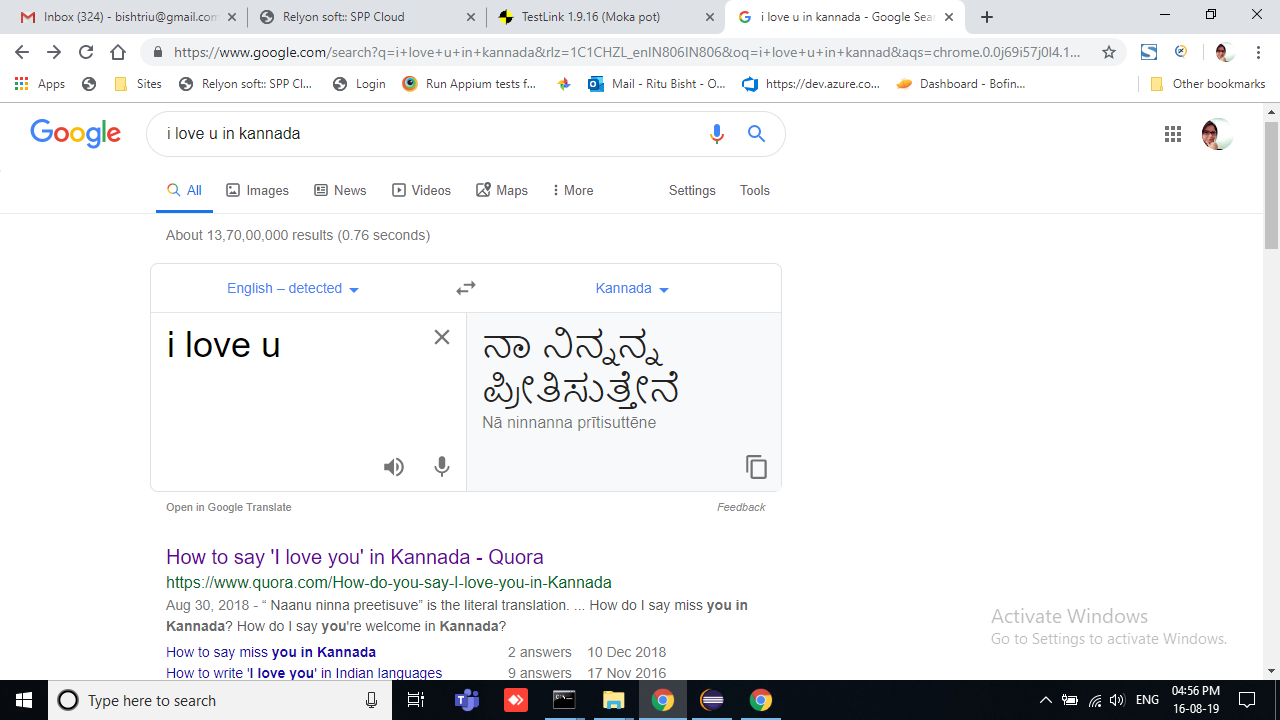 Inbox (324) - bishtriu@gmail.com
Relyon soft:: SPP Cloud
TestLink 1.9.16 (Moka pot)
i love u in kannada - Google Sear
https://www.google.com/search?q=i+love+u+in+kannada&rlz=1C1CHZL_enIN806IN806&oq=i+love+u+in+kannad&aqs=chrome.0.0j69i57j0l4.1...
Apps
Sites
Relyon soft:: SPP Cl...
Login
Run Appium tests f...
Mail - Ritu Bisht - O...
https://dev.azure.co...
Dashboard - Bofin...
Other bookmarks
Google
i love u in kannada
All
Images
News
Videos
Maps
More
Settings
Tools
About 13,70,00,000 results (0.76 seconds)
English – detected
Kannada
i love u
ನಾ ನಿನ್ನನ್ನ
ಪ್ರೀತಿಸುತ್ತೇನೆ
Nā ninnanna prītisuttēne
Open in Google Translate
Feedback
How to say 'I love you' in Kannada - Quora
https://www.quora.com/How-do-you-say-I-love-you-in-Kannada
Aug 30, 2018 - “ Naanu ninna preetisuve” is the literal translation. ... How do I say miss you in
Kannada? How do I say you're welcome in Kannada?
How to say miss you in Kannada 2 answers 10 Dec 2018
How to write 'I love you' in Indian languages 9 answers 17 Nov 2016
Activate Windows
Go to Settings to activate Windows.
Type here to search
ENG
04:56 PM
16-08-19